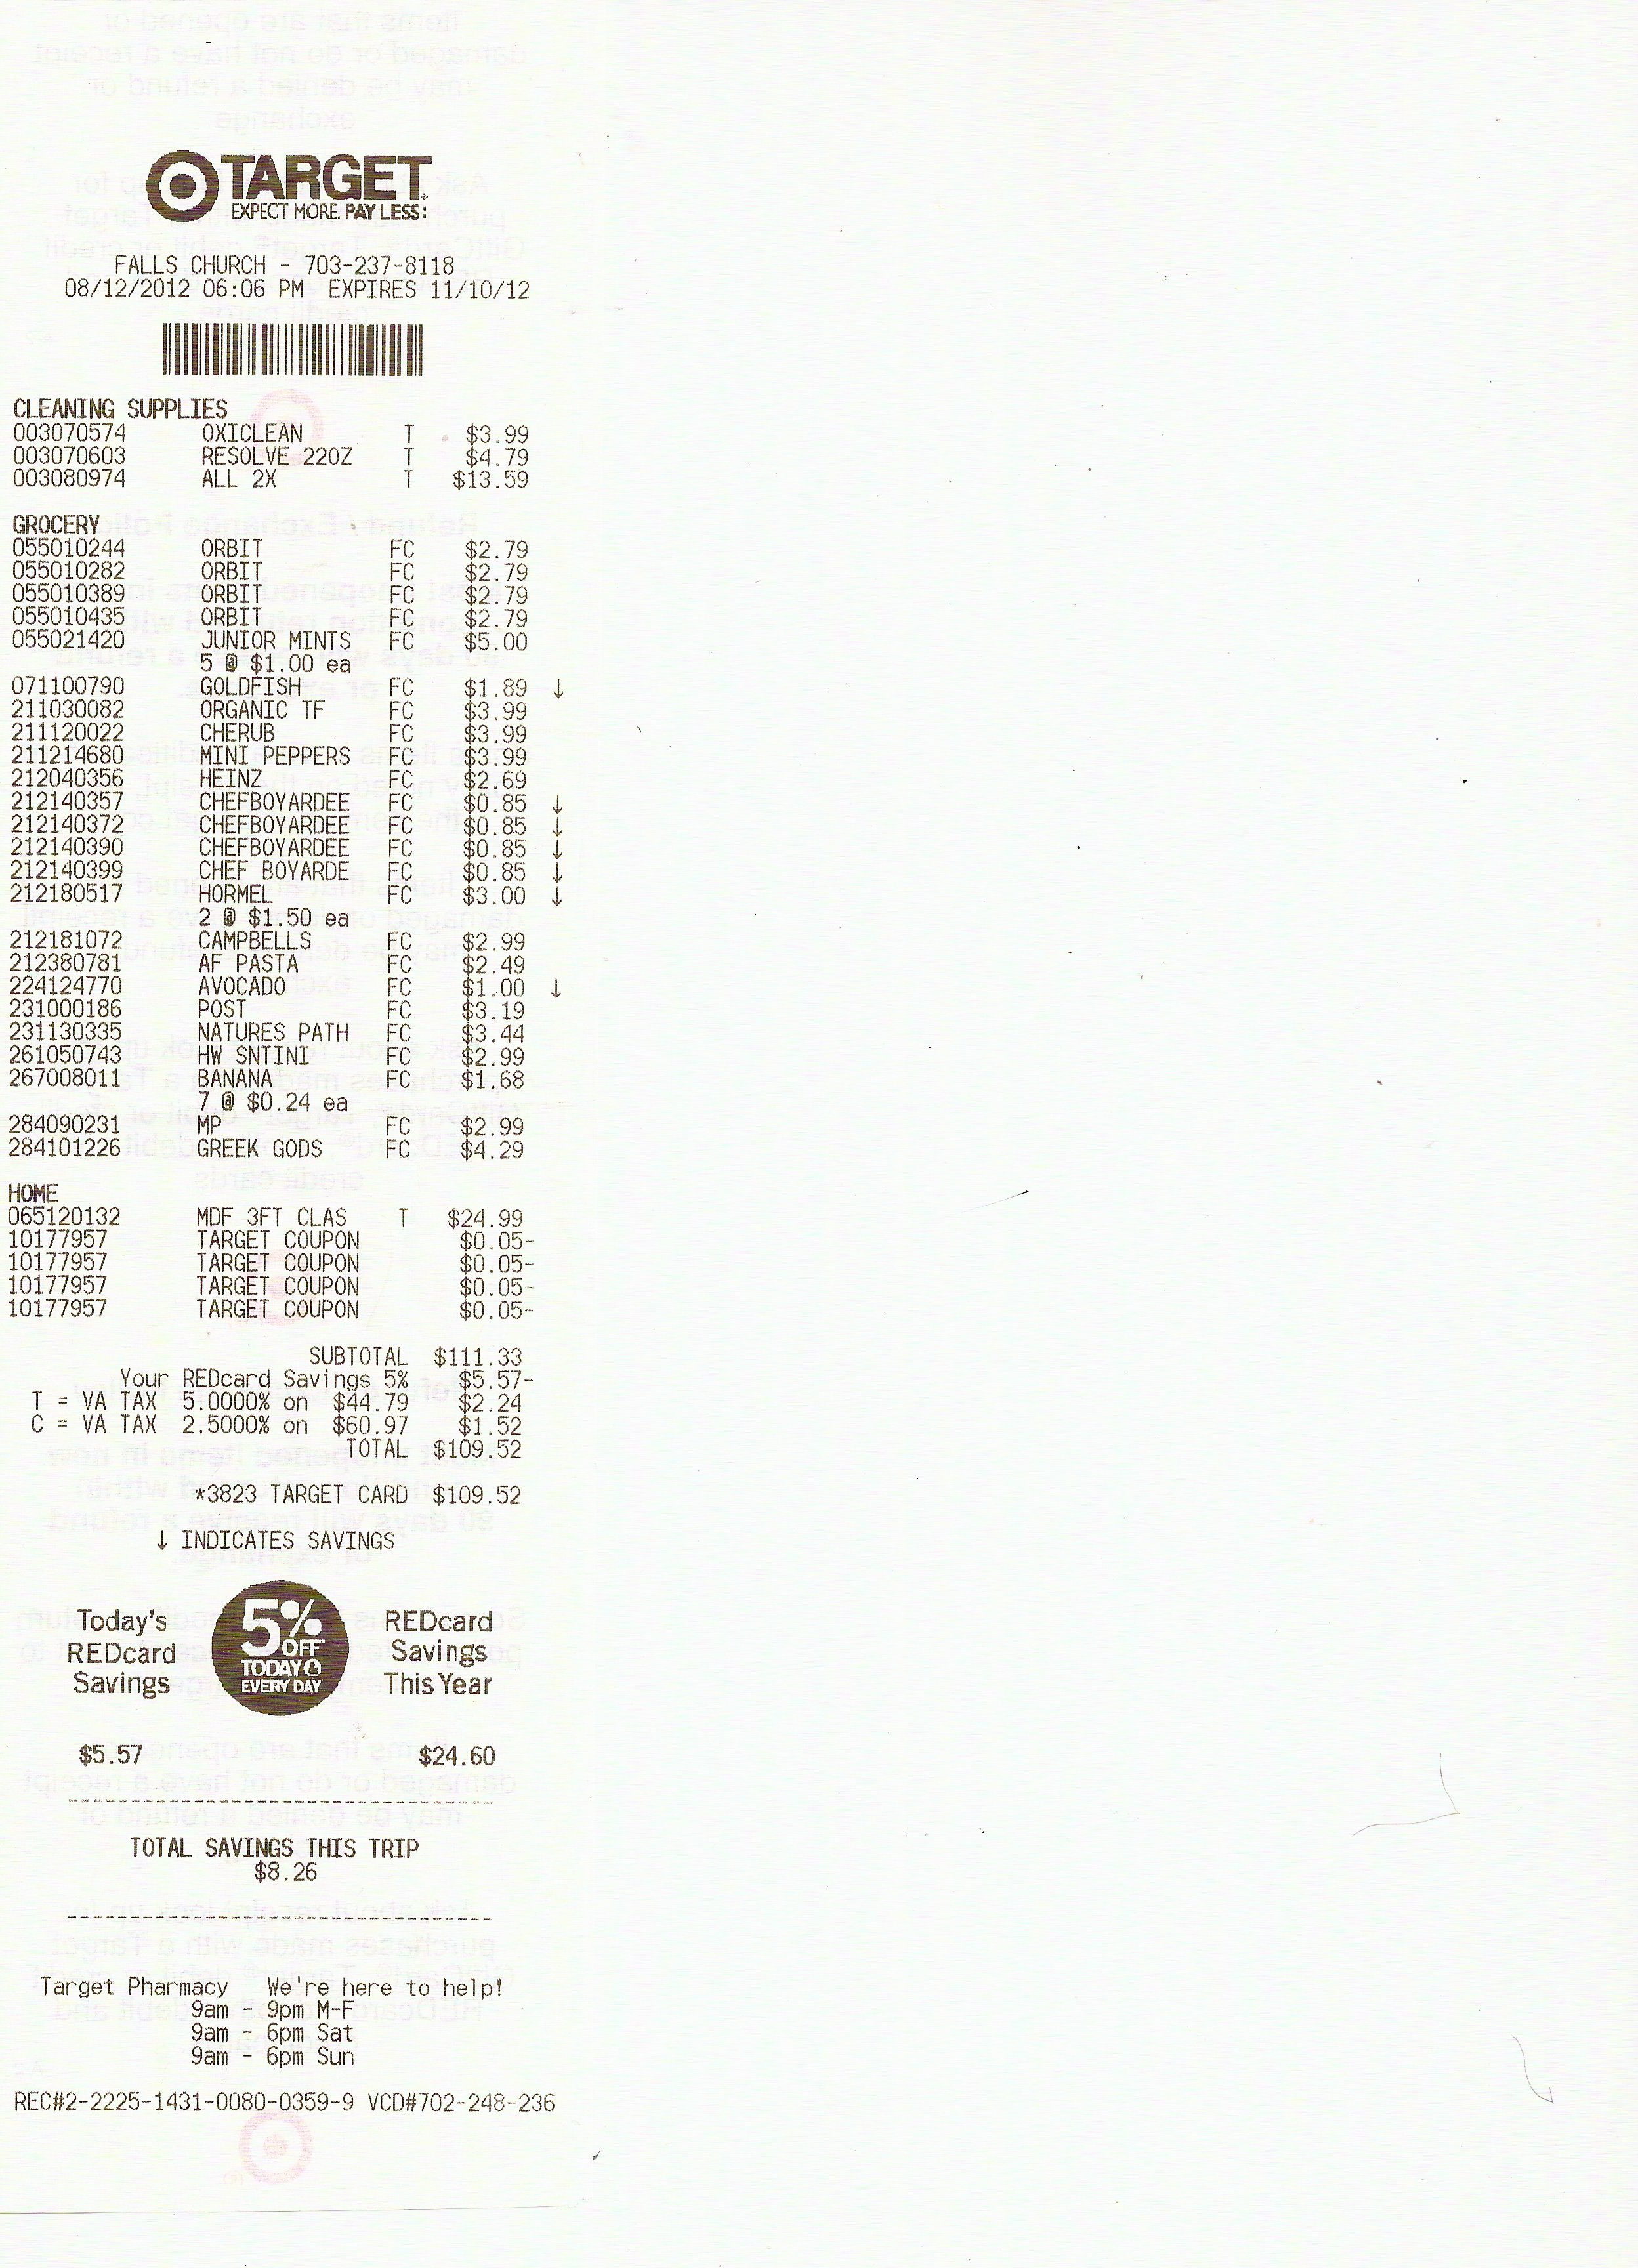 TARGET
EXPECT MORE. PAY LESS.
FALLS CHURCH - 703-237-8118
08/12/2012 06:06 PM EXPIRES 11/10/12
CLEANING SUPPLIES
003070574 OXICLEAN T $3.99
003070603 RESOLVE 22OZ T $4.79
003080974 ALL 2X T $13.59
GROCERY
055010244 ORBIT FC $2.79
055010282 ORBIT FC $2.79
055010389 ORBIT FC $2.79
055010435 ORBIT FC $2.79
055021420 JUNIOR MINTS FC $5.00
5 @ $1.00 ea
071100790 GOLDFISH FC $1.89 ↓
211030082 ORGANIC TF FC $3.99
211120022 CHERUB FC $3.99
211214680 MINI PEPPERS FC $3.99
212040356 HEINZ FC $2.69
212140357 CHEFBOYARDEE FC $0.85 ↓
212140372 CHEFBOYARDEE FC $0.85 ↓
212140390 CHEFBOYARDEE FC $0.85 ↓
212140399 CHEF BOYARDE FC $0.85 ↓
212180517 HORMEL FC $3.00 ↓
2 @ $1.50 ea
212181072 CAMPBELLS FC $2.99
212380781 AF PASTA FC $2.49
224124770 AVOCADO FC $1.00 ↓
231000186 POST FC $3.19
231130335 NATURES PATH FC $3.44
261050743 HW SNTINI FC $2.99
267008011 BANANA FC $1.68
7 @ $0.24 ea
284090231 MP FC $2.99
284101226 GREEK GODS FC $4.29
HOME
065120132 MDF 3FT CLAS T $24.99
10177957 TARGET COUPON $0.05-
10177957 TARGET COUPON $0.05-
10177957 TARGET COUPON $0.05-
10177957 TARGET COUPON $0.05-
SUBTOTAL $111.33
Your REDcard Savings 5% $5.57-
T = VA TAX 5.0000% on $44.79 $2.24
C = VA TAX 2.5000% on $60.97 $1.52
TOTAL $109.52
*3823 TARGET CARD $109.52
↓ INDICATES SAVINGS
Today's REDcard Savings
5% OFF TODAY & EVERY DAY
REDcard Savings This Year
$5.57 $24.60
TOTAL SAVINGS THIS TRIP
$8.26
Target Pharmacy We're here to help!
9am - 9pm M-F
9am - 6pm Sat
9am - 6pm Sun
REC#2-2225-1431-0080-0359-9 VCD#702-248-236